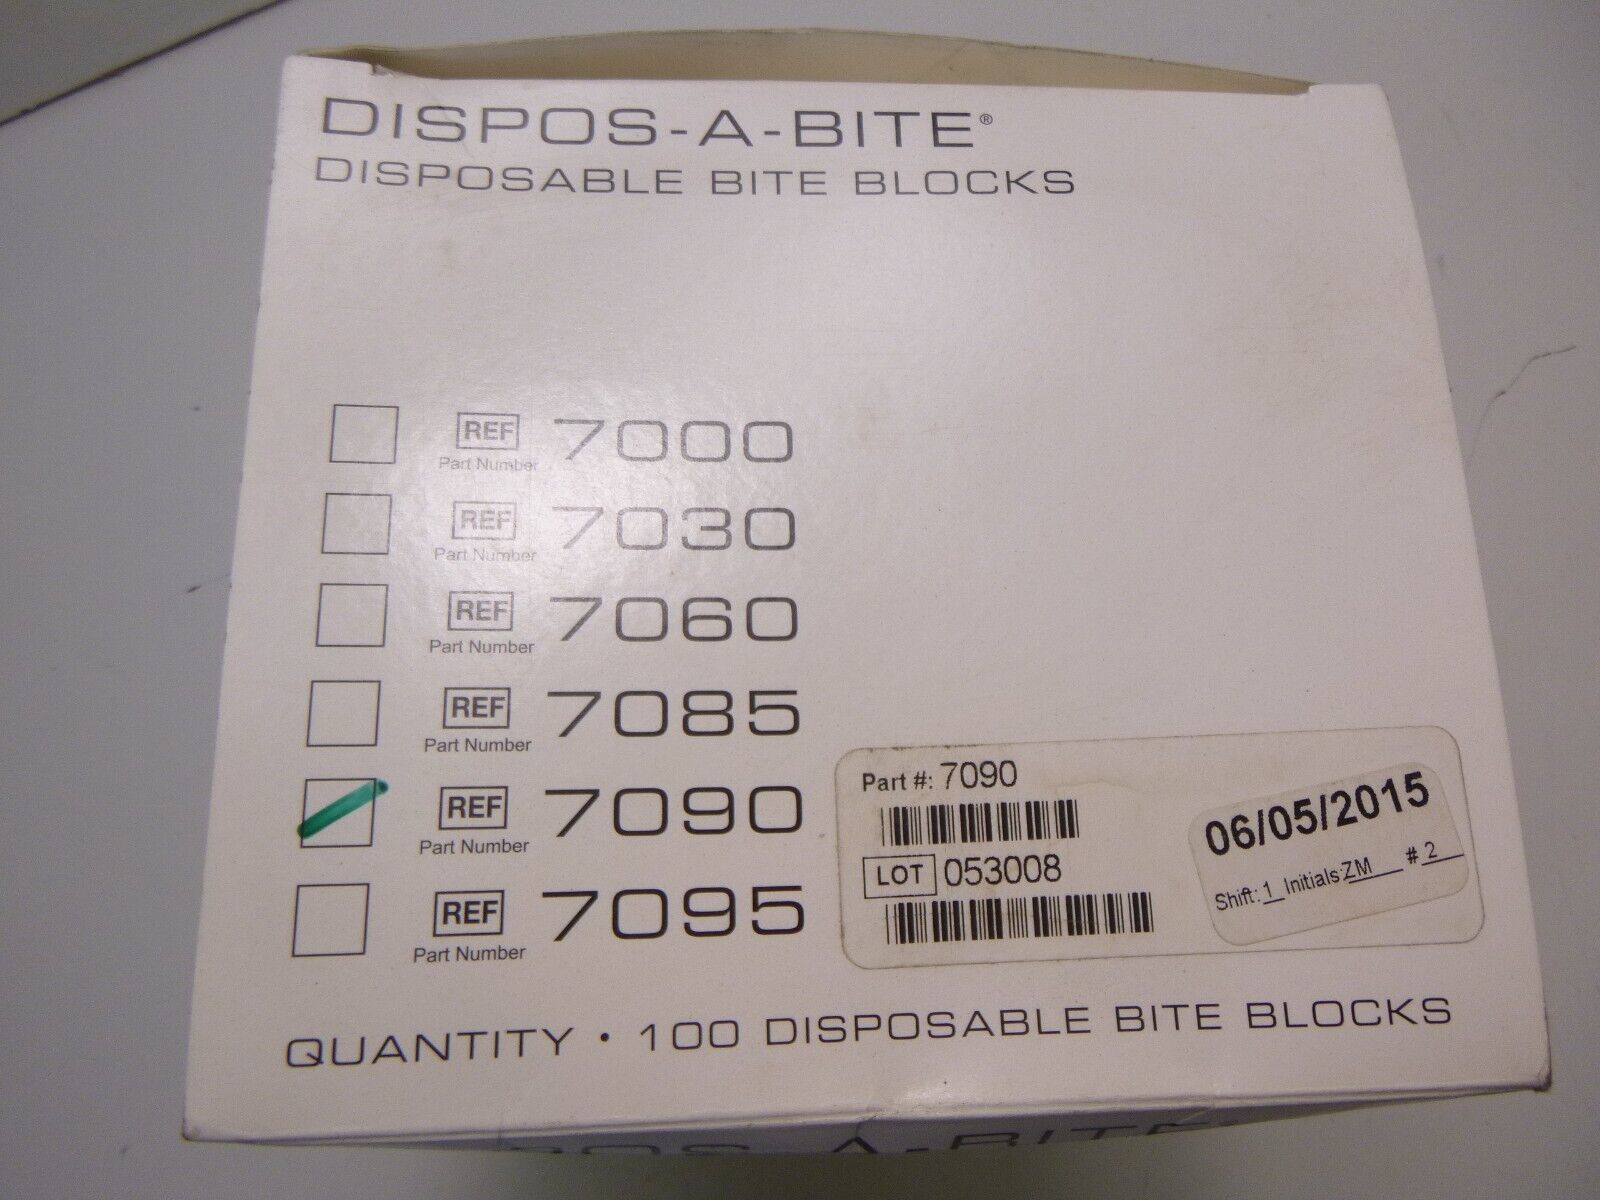 DISPOS-A-BITE®
DISPOSABLE BITE BLOCKS
REF 7000
Part Number
REF 7030
Part Number
REF 7060
Part Number
REF 7085
Part Number
REF 7090
Part Number
REF 7095
Part Number
Part #: 7090
LOT 053008
06/05/2015
Shift: 1 Initials: ZM # 2
QUANTITY • 100 DISPOSABLE BITE BLOCKS
A-BITE